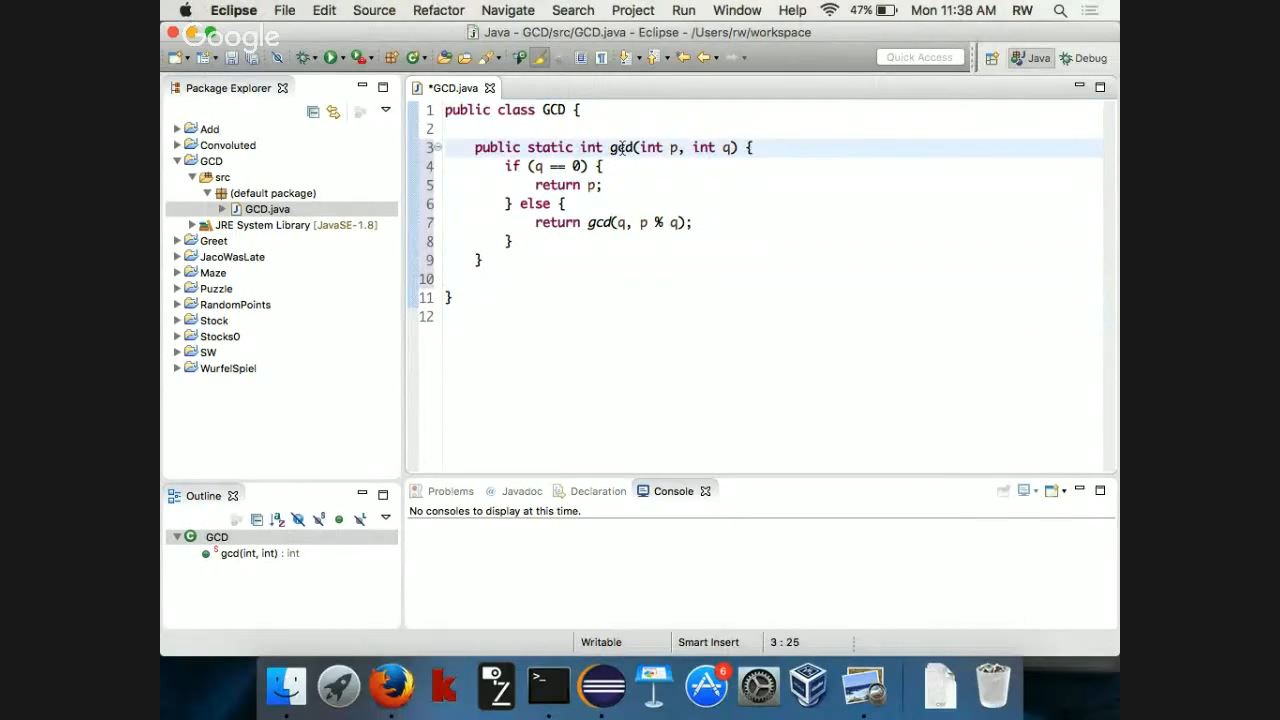 Eclipse File Edit Source Refactor Navigate Search Project Run Window Help 47% Mon 11:38 AM RW
Google
Java - GCD/src/GCD.java - Eclipse - /Users/rw/workspace
Quick Access Java Debug
Package Explorer
Add
Convoluted
GCD
src
(default package)
GCD.java
JRE System Library [JavaSE-1.8]
Greet
JacoWasLate
Maze
Puzzle
RandomPoints
Stock
StocksO
SW
WurfelSpiel
*GCD.java
1 public class GCD {
2
3 public static int gcd(int p, int q) {
4 if (q == 0) {
5 return p;
6 } else {
7 return gcd(q, p % q);
8 }
9 }
10
11 }
12
Outline
GCD
gcd(int, int) : int
Problems @ Javadoc Declaration Console
No consoles to display at this time.
Writable Smart Insert 3 : 25
6